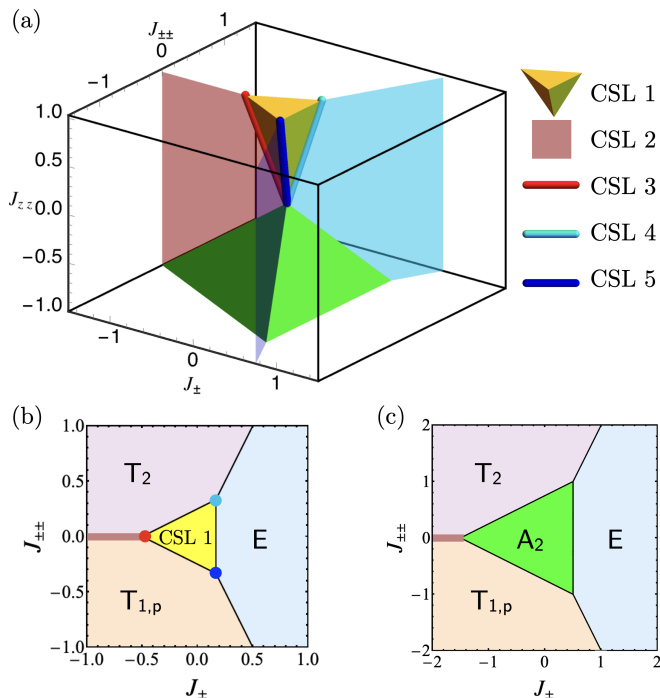 (a)
J±±
1
0
−1
1.0
0.5
Jzz 0.0
−0.5
−1.0
−1
0
1
J±
CSL 1
CSL 2
CSL 3
CSL 4
CSL 5
(b)
1.0
0.5
J±± 0.0
−0.5
−1.0
T2
CSL 1
E
T1,p
−1.0 −0.5 0.0 0.5 1.0
J±
(c)
2
1
J±± 0
−1
−2
T2
A2
E
T1,p
−2 −1 0 1 2
J±